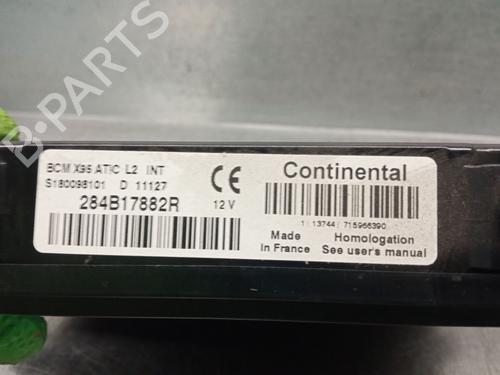 BCM X95 ATIC L2 INT
S180098101 D 11127
284B17882R
CE
12 V
Continental
1 13744 715966390
Made
in France
Homologation
See user's manual
B-PARTS